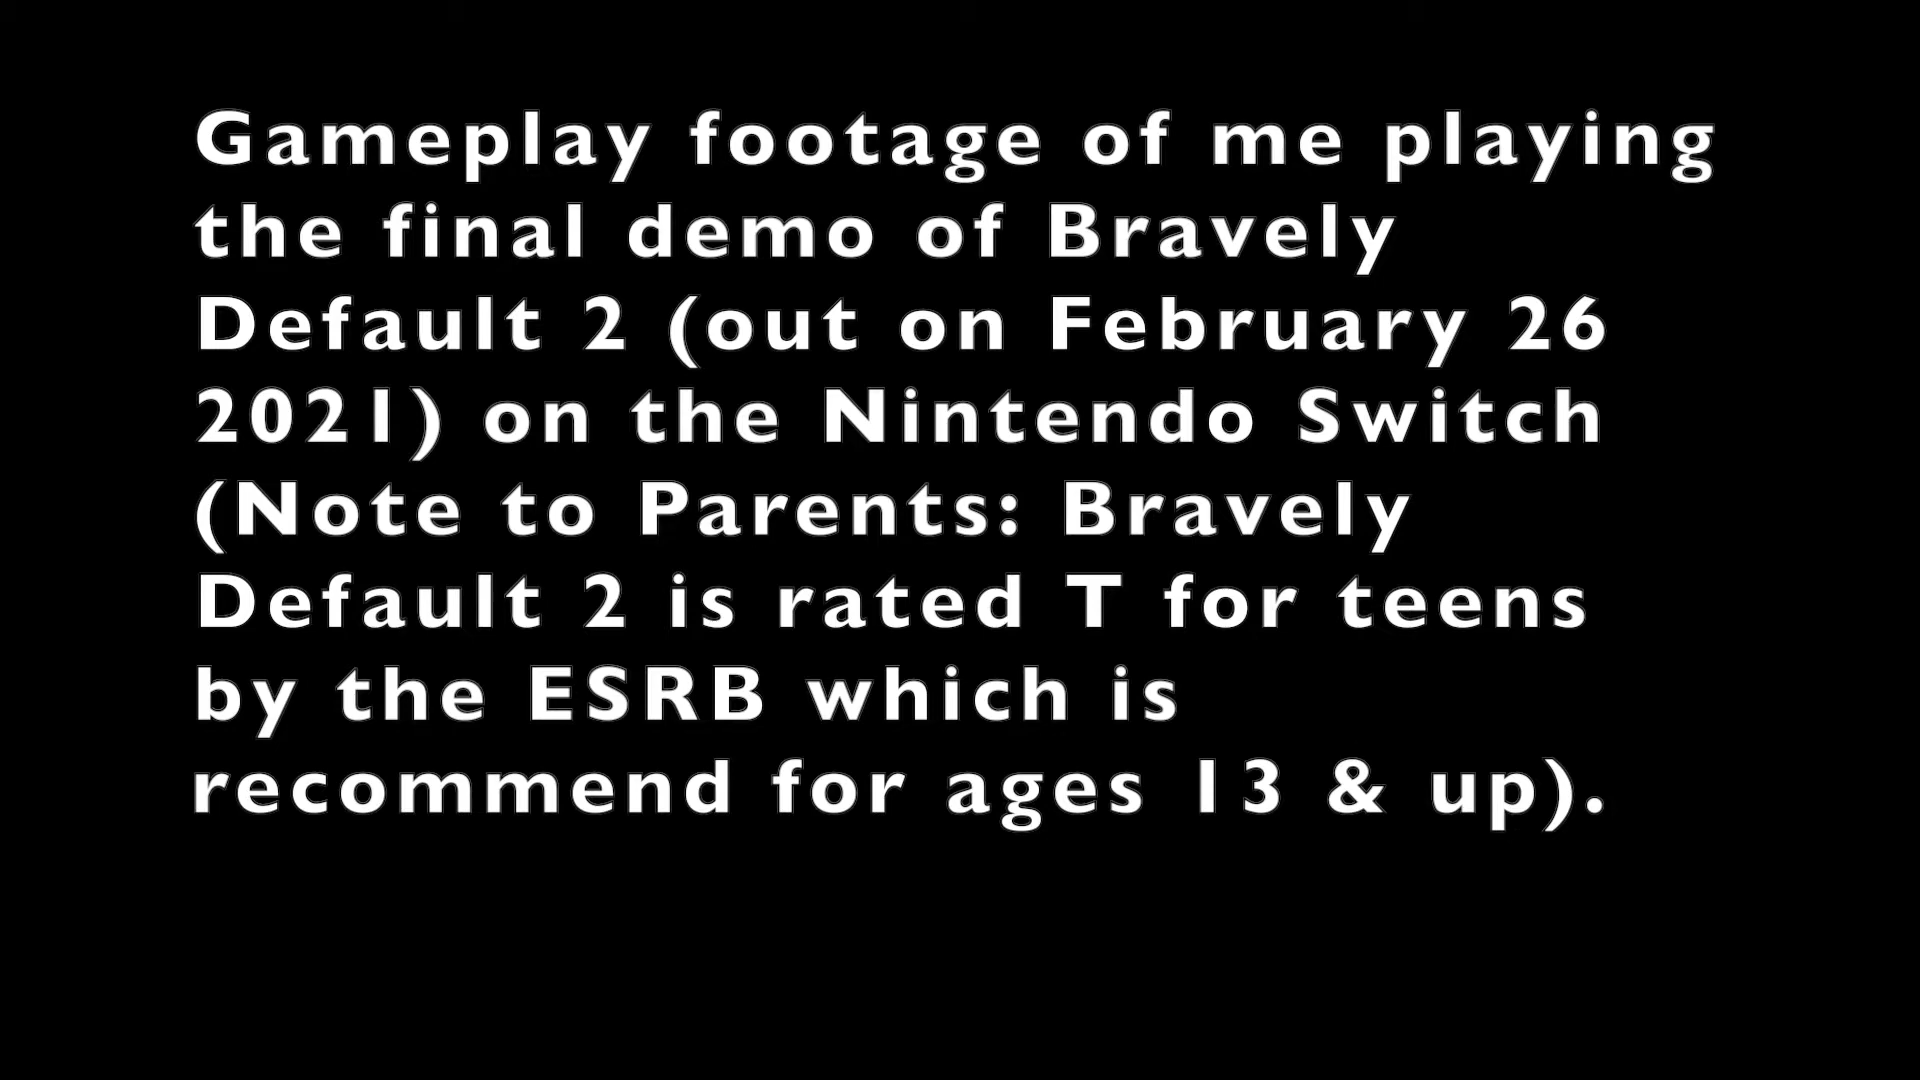 Gameplay footage of me playing
the final demo of Bravely
Default 2 (out on February 26
2021) on the Nintendo Switch
(Note to Parents: Bravely
Default 2 is rated T for teens
by the ESRB which is
recommend for ages 13 & up).